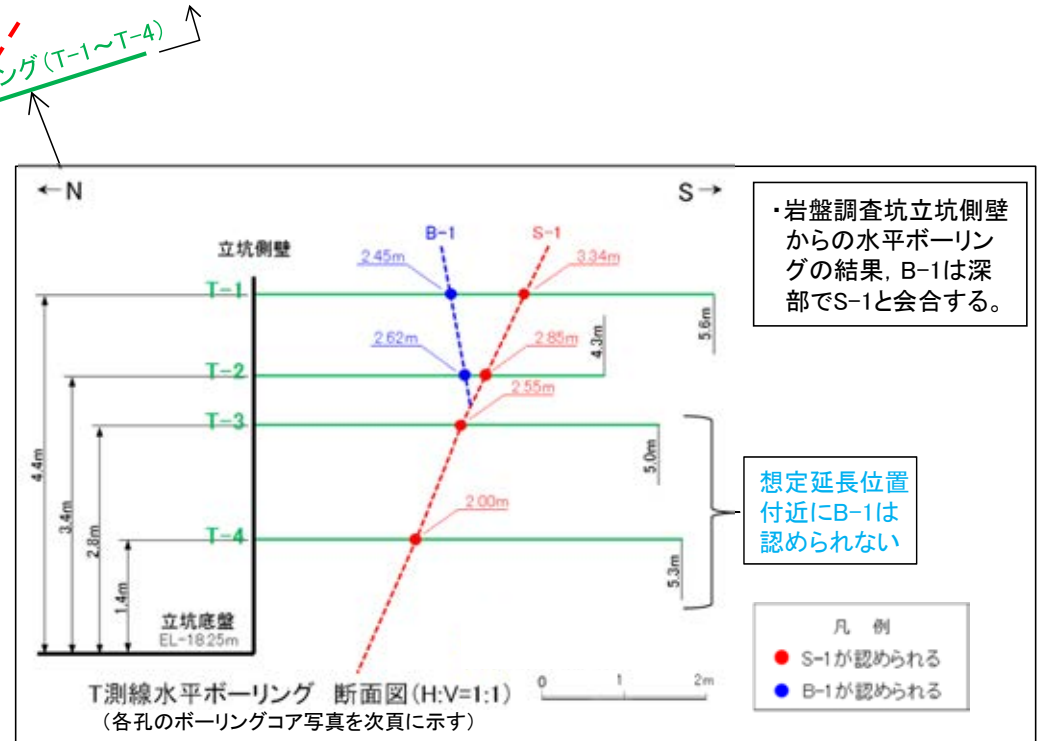 ング(T-1～T-4)
←N
S→
・岩盤調査坑立坑側壁
からの水平ボーリン
グの結果，B-1は深
部でS-1と会合する。
立坑側壁
B-1
S-1
2.45m
3.34m
T-1
5.6m
2.62m
2.85m
4.3m
T-2
2.55m
T-3
5.0m
2.00m
T-4
5.3m
4.4m
3.4m
2.8m
1.4m
想定延長位置
付近にB-1は
認められない
立坑底盤
EL-18.25m
凡 例
S-1が認められる
B-1が認められる
T測線水平ボーリング 断面図(H:V=1:1)
0 1 2m
(各孔のボーリングコア写真を次頁に示す)